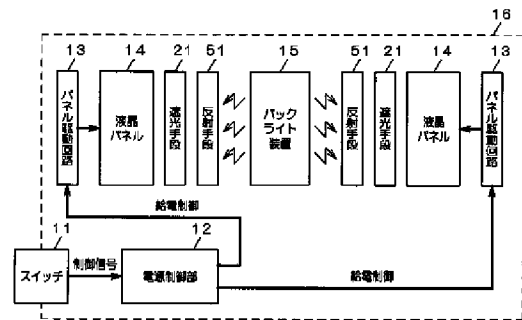 16
13 14 21 51 15 51 21 14 13
パネル駆動回路
液晶
パネル
遮光手段
反射手段
バック
ライト
装置
反射手段
遮光手段
液晶
パネル
パネル駆動回路
給電制御
11
12
スイッチ
制御信号
電源制御部
給電制御